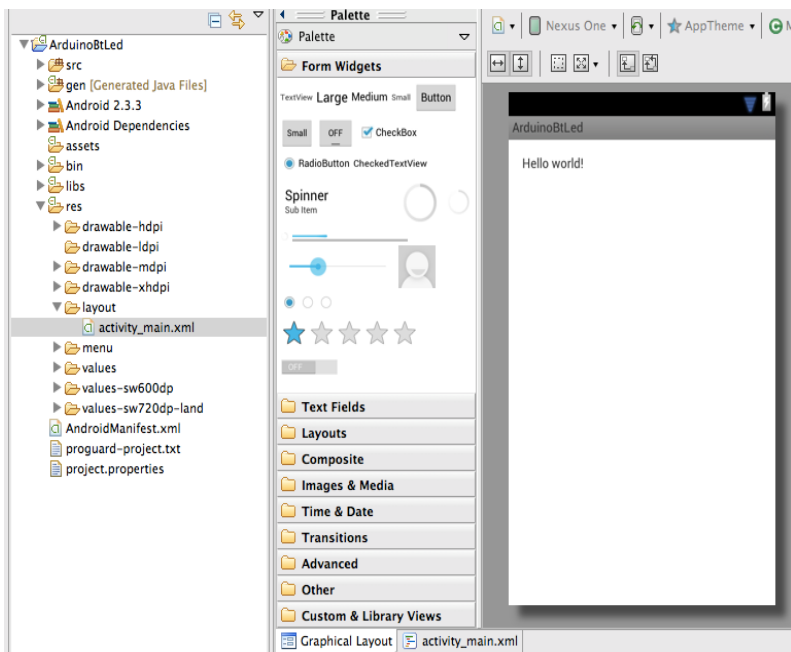 ArduinoBtLed
src
gen [Generated Java Files]
Android 2.3.3
Android Dependencies
assets
bin
libs
res
drawable-hdpi
drawable-ldpi
drawable-mdpi
drawable-xhdpi
layout
activity_main.xml
menu
values
values-sw600dp
values-sw720dp-land
AndroidManifest.xml
proguard-project.txt
project.properties
Palette
Palette
Form Widgets
TextView Large Medium Small Button
Small OFF CheckBox
RadioButton CheckedTextView
Spinner
Sub Item
OFF
Text Fields
Layouts
Composite
Images & Media
Time & Date
Transitions
Advanced
Other
Custom & Library Views
Graphical Layout activity_main.xml
Nexus One AppTheme M
ArduinoBtLed
Hello world!